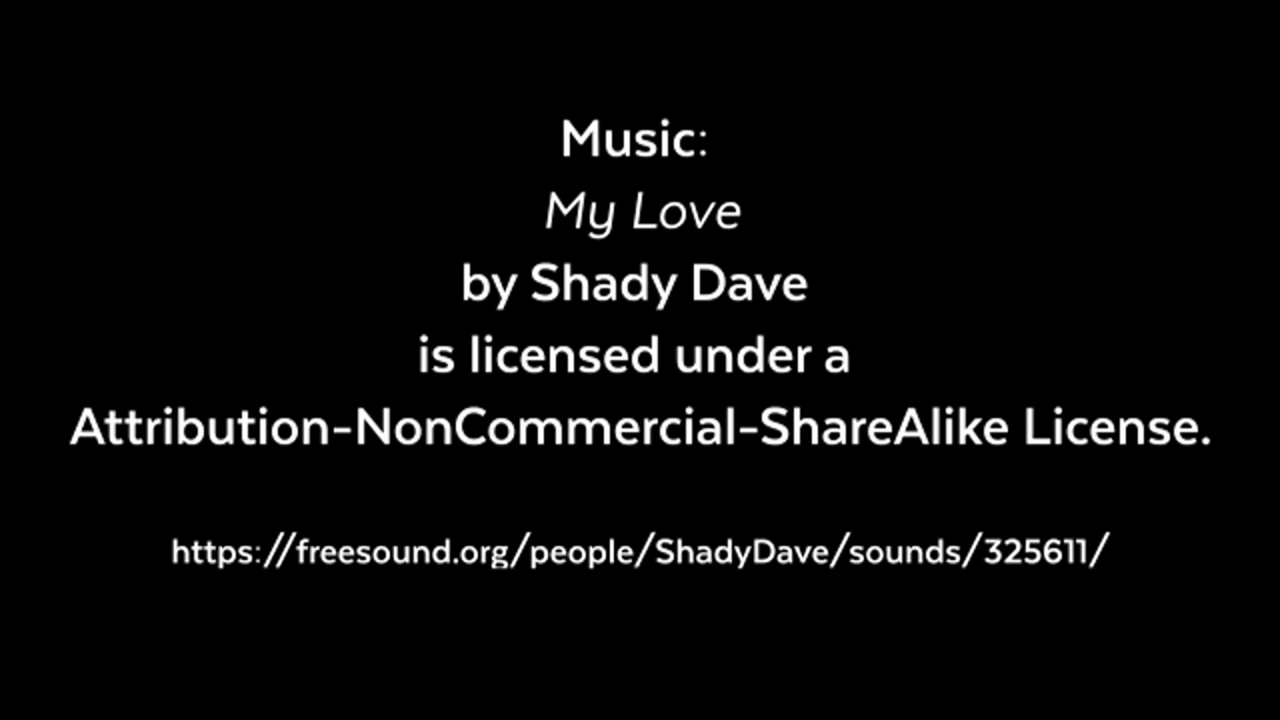 Music:
My Love
by Shady Dave
is licensed under a
Attribution-NonCommercial-ShareAlike License.
https://freesound.org/people/ShadyDave/sounds/325611/